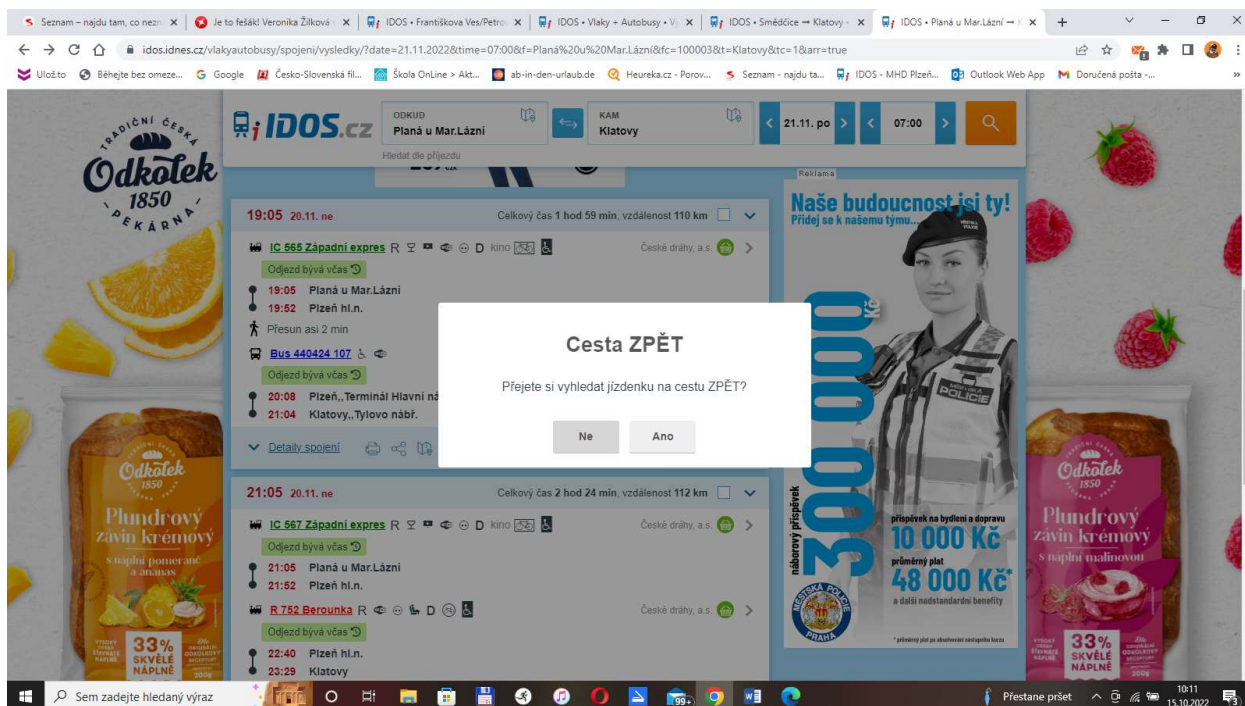 Seznam – najdu tam, co nezn
Je to fešák! Veronika Žilková
IDOS • Františkova Ves/Petro
IDOS • Vlaky + Autobusy • V
IDOS • Smědčice → Klatovy •
IDOS • Planá u Mar.Lázní →
idos.idnes.cz/vlakyautobusy/spojeni/vysledky/?date=21.11.2022&time=07:00&f=Planá%20u%20Mar.Lázní&fc=100003&t=Klatovy&tc=1&arr=true
Uložto
Běhejte bez omeze...
Google
Česko-Slovenská fil...
Škola OnLine > Akt...
ab-in-den-urlaub.de
Heureka.cz - Porov...
Seznam - najdu ta...
IDOS - MHD Plzeň...
Outlook Web App
Doručená pošta -...
»
IDOS.cz
ODKUD
Planá u Mar.Lázní
KAM
Klatovy
21.11. po
07:00
Hledat dle příjezdu
Reklama
19:05 20.11. ne
Celkový čas 1 hod 59 min, vzdálenost 110 km
IC 565 Západní expres R D kino
České dráhy, a.s.
Odjezd bývá včas
19:05 Planá u Mar.Lázní
19:52 Plzeň hl.n.
Přesun asi 2 min
Bus 440424 107
Odjezd bývá včas
20:08 Plzeň,,Terminál Hlavní ná
21:04 Klatovy,,Tylovo nábř.
Detaily spojení
Cesta ZPĚT
Přejete si vyhledat jízdenku na cestu ZPĚT?
Ne
Ano
21:05 20.11. ne
Celkový čas 2 hod 24 min, vzdálenost 112 km
IC 567 Západní expres R D kino
České dráhy, a.s.
Odjezd bývá včas
21:05 Planá u Mar.Lázní
21:52 Plzeň hl.n.
R 752 Berounka R D
České dráhy, a.s.
Odjezd bývá včas
22:40 Plzeň hl.n.
23:29 Klatovy
TRADIČNÍ ČESKÁ
Odkolek
1850
PEKÁRNA
Odkolek
1850
Plundrový
závin krémový
s náplní pomeranč
a ananas
33%
SKVĚLÉ
NÁPLNĚ
200g
Naše budoucnost jsi ty!
Přidej se k našemu týmu...
POLICIE
náborový příspěvek
300 000
Kč
příspěvek na bydlení a dopravu
10 000 Kč
průměrný plat
48 000 Kč*
a další nadstandardní benefity
MĚSTSKÁ POLICIE
PRAHA
* průměrný plat po absolvování nástupního kurzu
Odkolek
1850
Plundrový
závin krémový
s náplní malinovou
33%
SKVĚLÉ
NÁPLNĚ
200g
Sem zadejte hledaný výraz
99+
Přestane pršet
10:11
15.10.2022
3